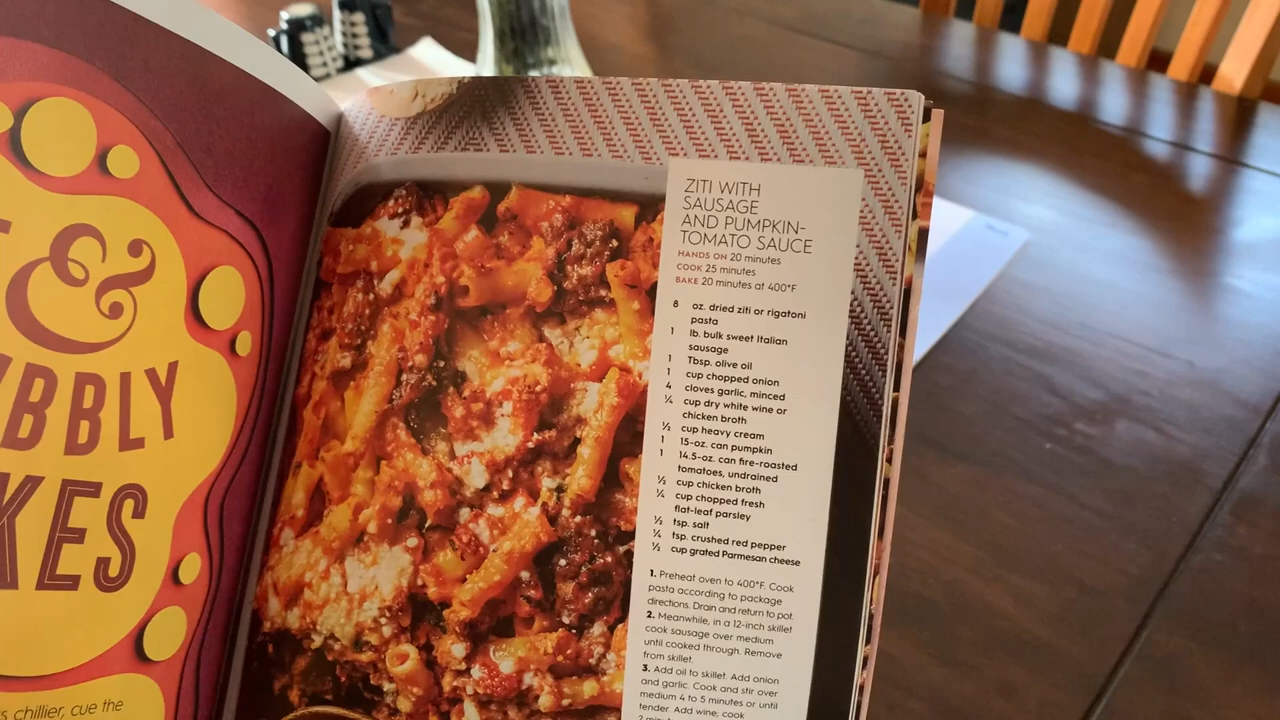 &
BBLY
KES
s chillier, cue the
ZITI WITH
SAUSAGE
AND PUMPKIN-
TOMATO SAUCE
HANDS ON 20 minutes
COOK 25 minutes
BAKE 20 minutes at 400°F
8 oz. dried ziti or rigatoni
pasta
1 lb. bulk sweet Italian
sausage
1 Tbsp. olive oil
1 cup chopped onion
4 cloves garlic, minced
¼ cup dry white wine or
chicken broth
½ cup heavy cream
1 15-oz. can pumpkin
1 14.5-oz. can fire-roasted
tomatoes, undrained
½ cup chicken broth
¼ cup chopped fresh
flat-leaf parsley
½ tsp. salt
¼ tsp. crushed red pepper
½ cup grated Parmesan cheese
1. Preheat oven to 400°F. Cook
pasta according to package
directions. Drain and return to pot.
2. Meanwhile, in a 12-inch skillet
cook sausage over medium
until cooked through. Remove
from skillet.
3. Add oil to skillet. Add onion
and garlic. Cook and stir over
medium 4 to 5 minutes or until
tender. Add wine; cook